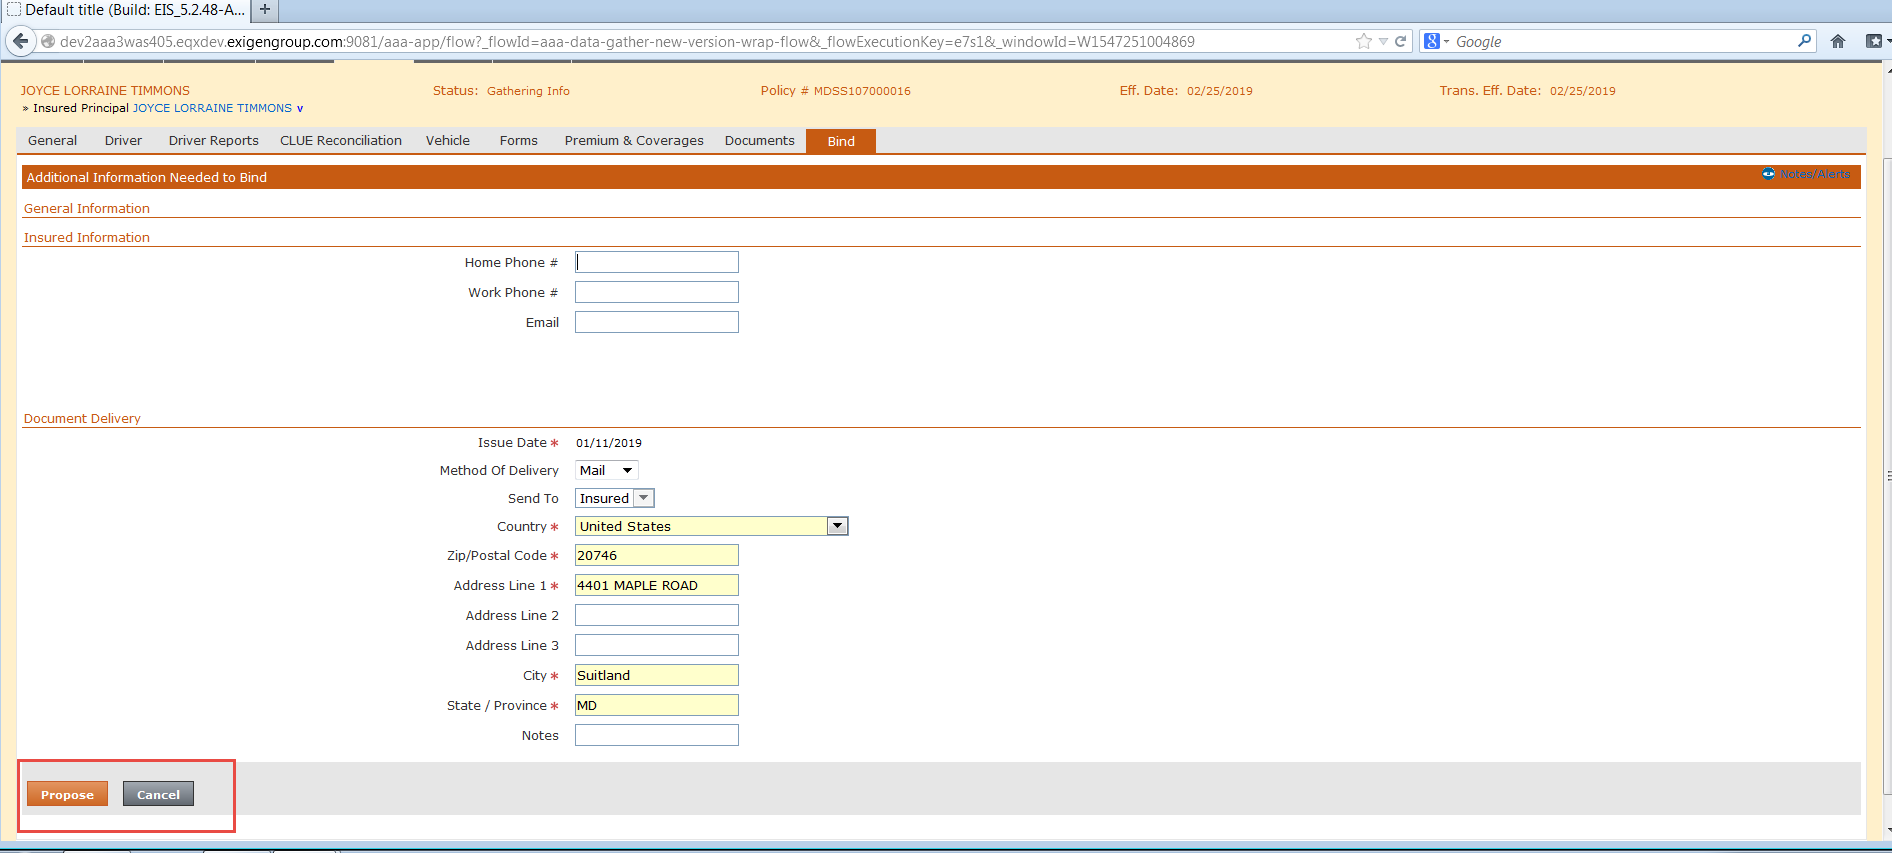 Default title (Build: EIS_5.2.48-A...
+
dev2aaa3was405.eqxdev.exigengroup.com:9081/aaa-app/flow?_flowId=aaa-data-gather-new-version-wrap-flow&_flowExecutionKey=e7s1&_windowId=W1547251004869
8 Google
JOYCE LORRAINE TIMMONS Status: Gathering Info Policy # MDSS107000016 Eff. Date: 02/25/2019 Trans. Eff. Date: 02/25/2019
» Insured Principal JOYCE LORRAINE TIMMONS v
General Driver Driver Reports CLUE Reconciliation Vehicle Forms Premium & Coverages Documents Bind
Additional Information Needed to Bind Notes/Alerts
General Information
Insured Information
Home Phone #
Work Phone #
Email
Document Delivery
Issue Date * 01/11/2019
Method Of Delivery Mail
Send To Insured
Country * United States
Zip/Postal Code * 20746
Address Line 1 * 4401 MAPLE ROAD
Address Line 2
Address Line 3
City * Suitland
State / Province * MD
Notes
Propose Cancel